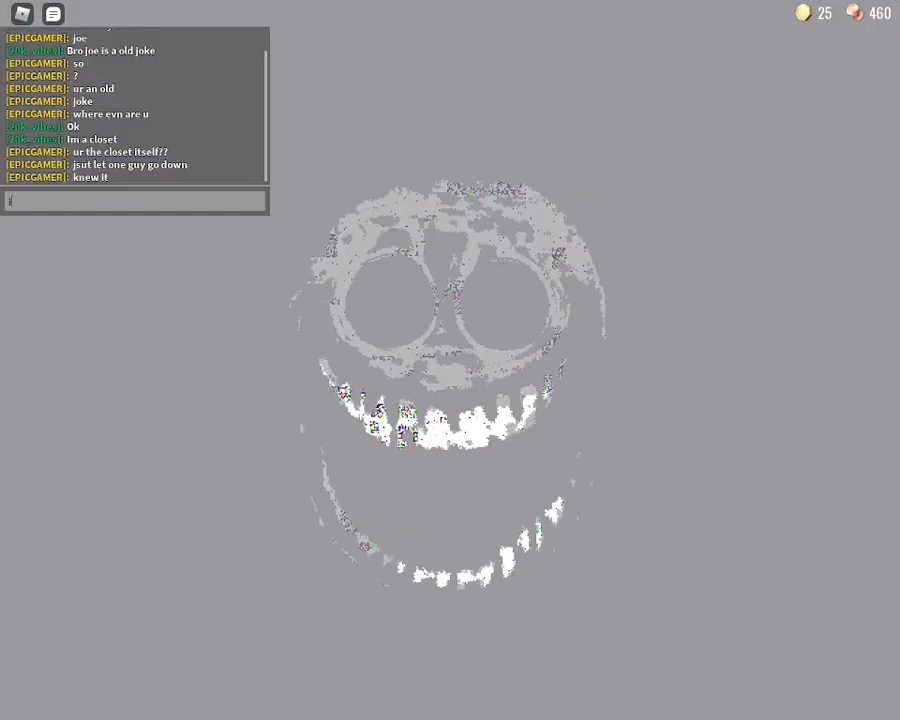 25
460
[EPICGAMER]: joe
[20k_vibes]: Bro joe is a old joke
[EPICGAMER]: so
[EPICGAMER]: ?
[EPICGAMER]: ur an old
[EPICGAMER]: joke
[EPICGAMER]: where evn are u
[20k_vibes]: Ok
[20k_vibes]: Im a closet
[EPICGAMER]: ur the closet itself??
[EPICGAMER]: jsut let one guy go down
[EPICGAMER]: knew it